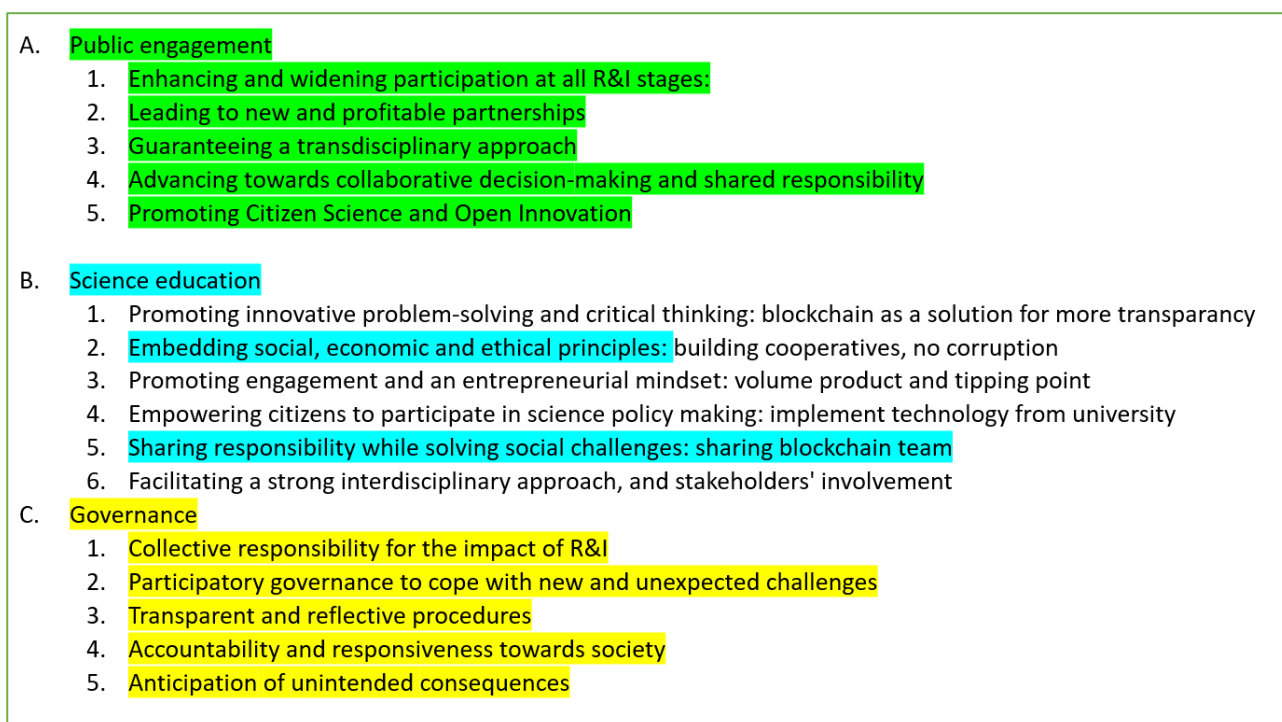 A. Public engagement
1. Enhancing and widening participation at all R&I stages:
2. Leading to new and profitable partnerships
3. Guaranteeing a transdisciplinary approach
4. Advancing towards collaborative decision-making and shared responsibility
5. Promoting Citizen Science and Open Innovation
B. Science education
1. Promoting innovative problem-solving and critical thinking: blockchain as a solution for more transparancy
2. Embedding social, economic and ethical principles: building cooperatives, no corruption
3. Promoting engagement and an entrepreneurial mindset: volume product and tipping point
4. Empowering citizens to participate in science policy making: implement technology from university
5. Sharing responsibility while solving social challenges: sharing blockchain team
6. Facilitating a strong interdisciplinary approach, and stakeholders' involvement
C. Governance
1. Collective responsibility for the impact of R&I
2. Participatory governance to cope with new and unexpected challenges
3. Transparent and reflective procedures
4. Accountability and responsiveness towards society
5. Anticipation of unintended consequences